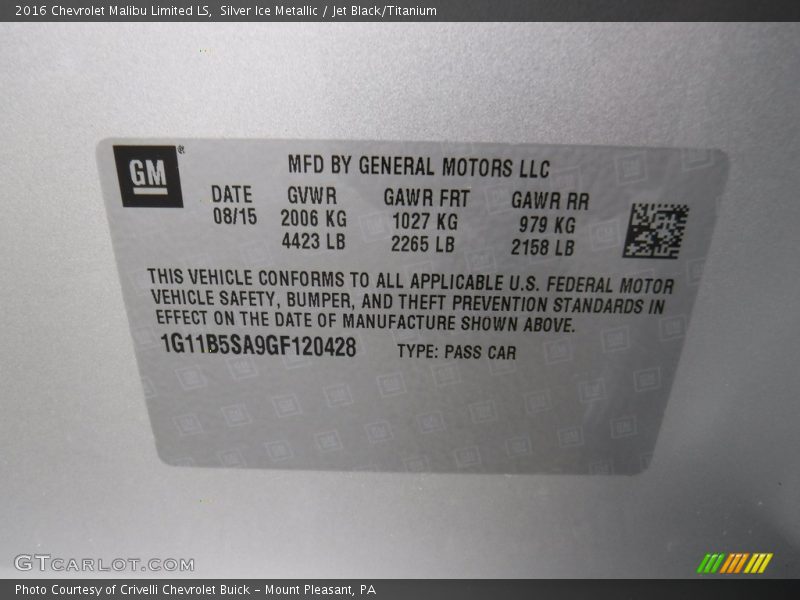 2016 Chevrolet Malibu Limited LS, Silver Ice Metallic / Jet Black/Titanium
GM®
MFD BY GENERAL MOTORS LLC
DATE GVWR GAWR FRT GAWR RR
08/15 2006 KG 1027 KG 979 KG
4423 LB 2265 LB 2158 LB
THIS VEHICLE CONFORMS TO ALL APPLICABLE U.S. FEDERAL MOTOR
VEHICLE SAFETY, BUMPER, AND THEFT PREVENTION STANDARDS IN
EFFECT ON THE DATE OF MANUFACTURE SHOWN ABOVE.
1G11B5SA9GF120428 TYPE: PASS CAR
GTCARLOT.COM
Photo Courtesy of Crivelli Chevrolet Buick - Mount Pleasant, PA